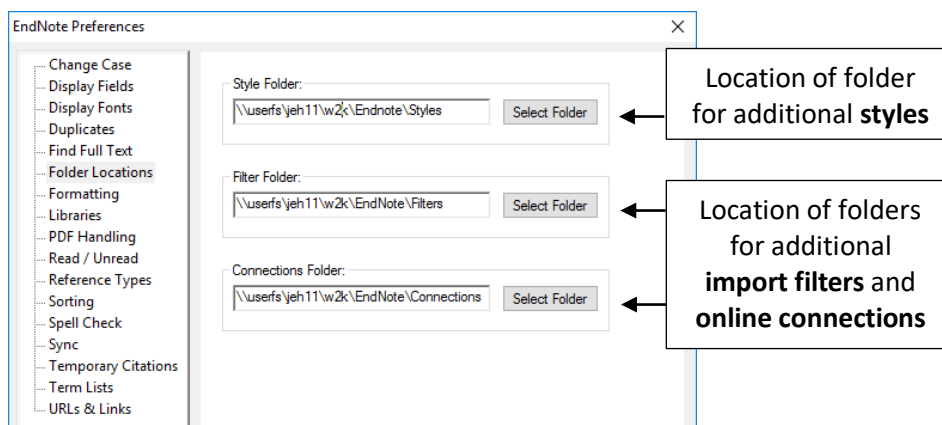 EndNote Preferences
Change Case
Display Fields
Display Fonts
Duplicates
Find Full Text
Folder Locations
Formatting
Libraries
PDF Handling
Read / Unread
Reference Types
Sorting
Spell Check
Sync
Temporary Citations
Term Lists
URLs & Links
Style Folder:
\\userfs\jeh11\w2k\Endnote\Styles
Select Folder
Filter Folder:
\\userfs\jeh11\w2k\EndNote\Filters
Select Folder
Connections Folder:
\\userfs\jeh11\w2k\EndNote\Connections
Select Folder
Location of folder
for additional styles
Location of folders
for additional
import filters and
online connections